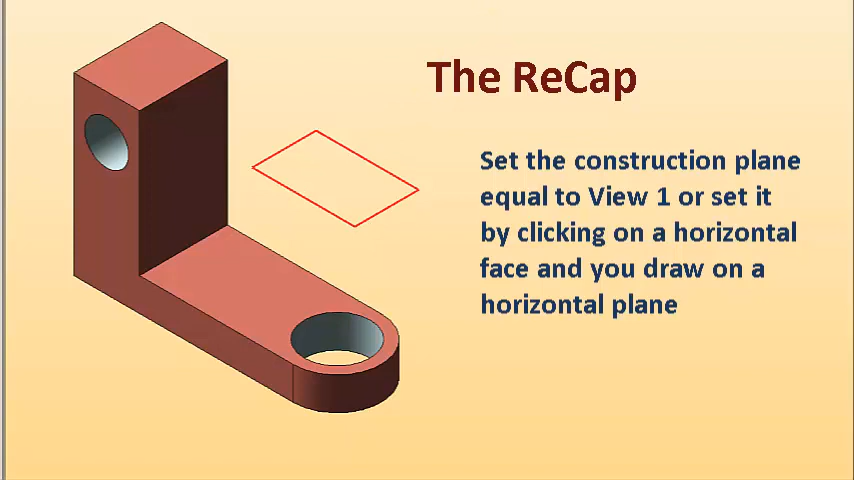 The ReCap
Set the construction plane
equal to View 1 or set it
by clicking on a horizontal
face and you draw on a
horizontal plane